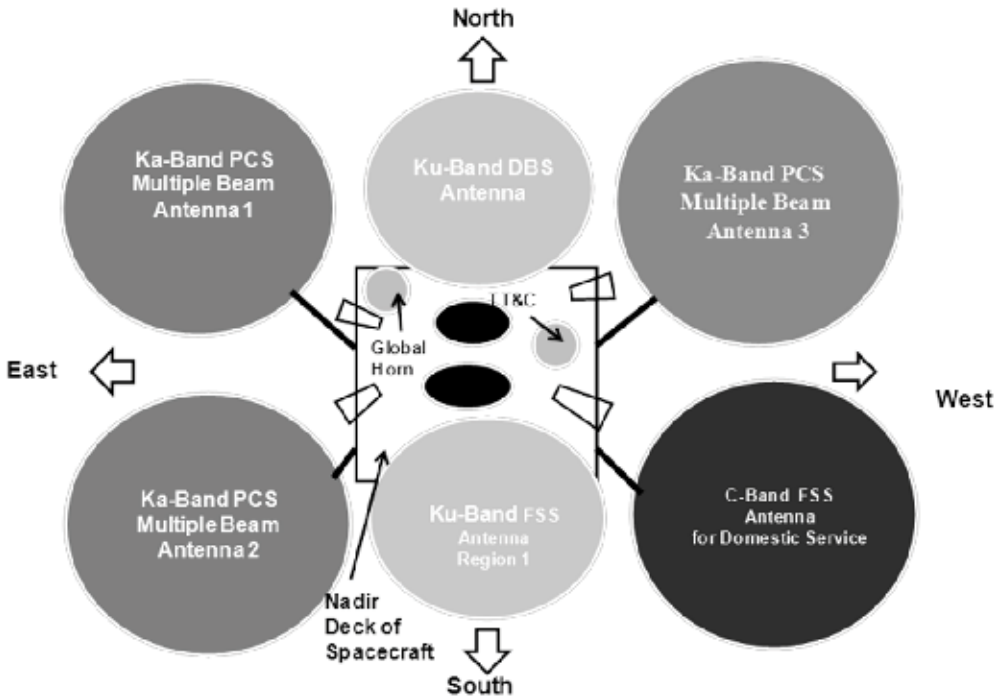 North
Ka-Band PCS
Multiple Beam
Antenna 1
Ku-Band DBS
Antenna
Ka-Band PCS
Multiple Beam
Antenna 3
Global
Horn
East
West
Ka-Band PCS
Multiple Beam
Antenna 2
Ku-Band FSS
Antenna
Region 1
C-Band FSS
Antenna
for Domestic Service
Nadir
Deck of
Spacecraft
South